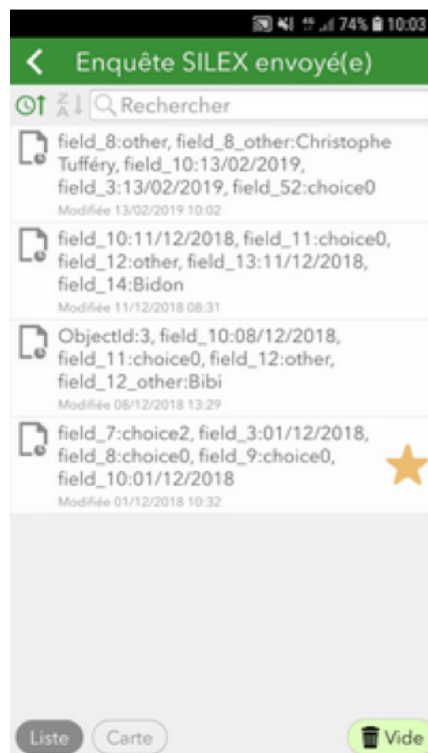 74% 10:03
Enquête SILEX envoyé(e)
Rechercher
field_8:other, field_8_other:Christophe
Tufféry, field_10:13/02/2019,
field_3:13/02/2019, field_52:choice0
Modifiée 13/02/2019 10:02
field_10:11/12/2018, field_11:choice0,
field_12:other, field_13:11/12/2018,
field_14:Bidon
Modifiée 11/12/2018 08:31
ObjectId:3, field_10:08/12/2018,
field_11:choice0, field_12:other,
field_12_other:Bibi
Modifiée 08/12/2018 13:29
field_7:choice2, field_3:01/12/2018,
field_8:choice0, field_9:choice0,
field_10:01/12/2018
Modifiée 01/12/2018 10:32
Liste Carte Vide